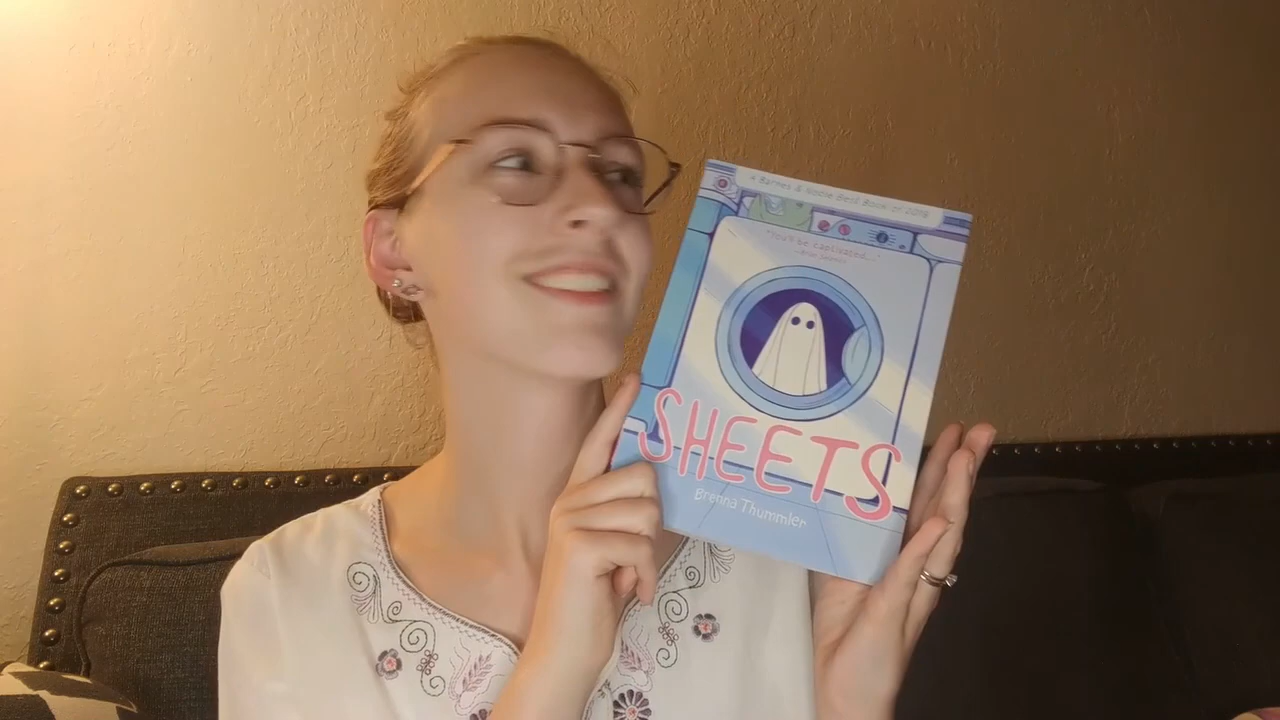 a Barnes & Noble Best Book of 2018
"You'll be captivated..."
SHEETS
Brenna Thummler